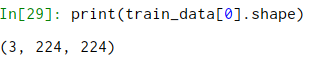 In[29]: print(train_data[0].shape)
(3, 224, 224)